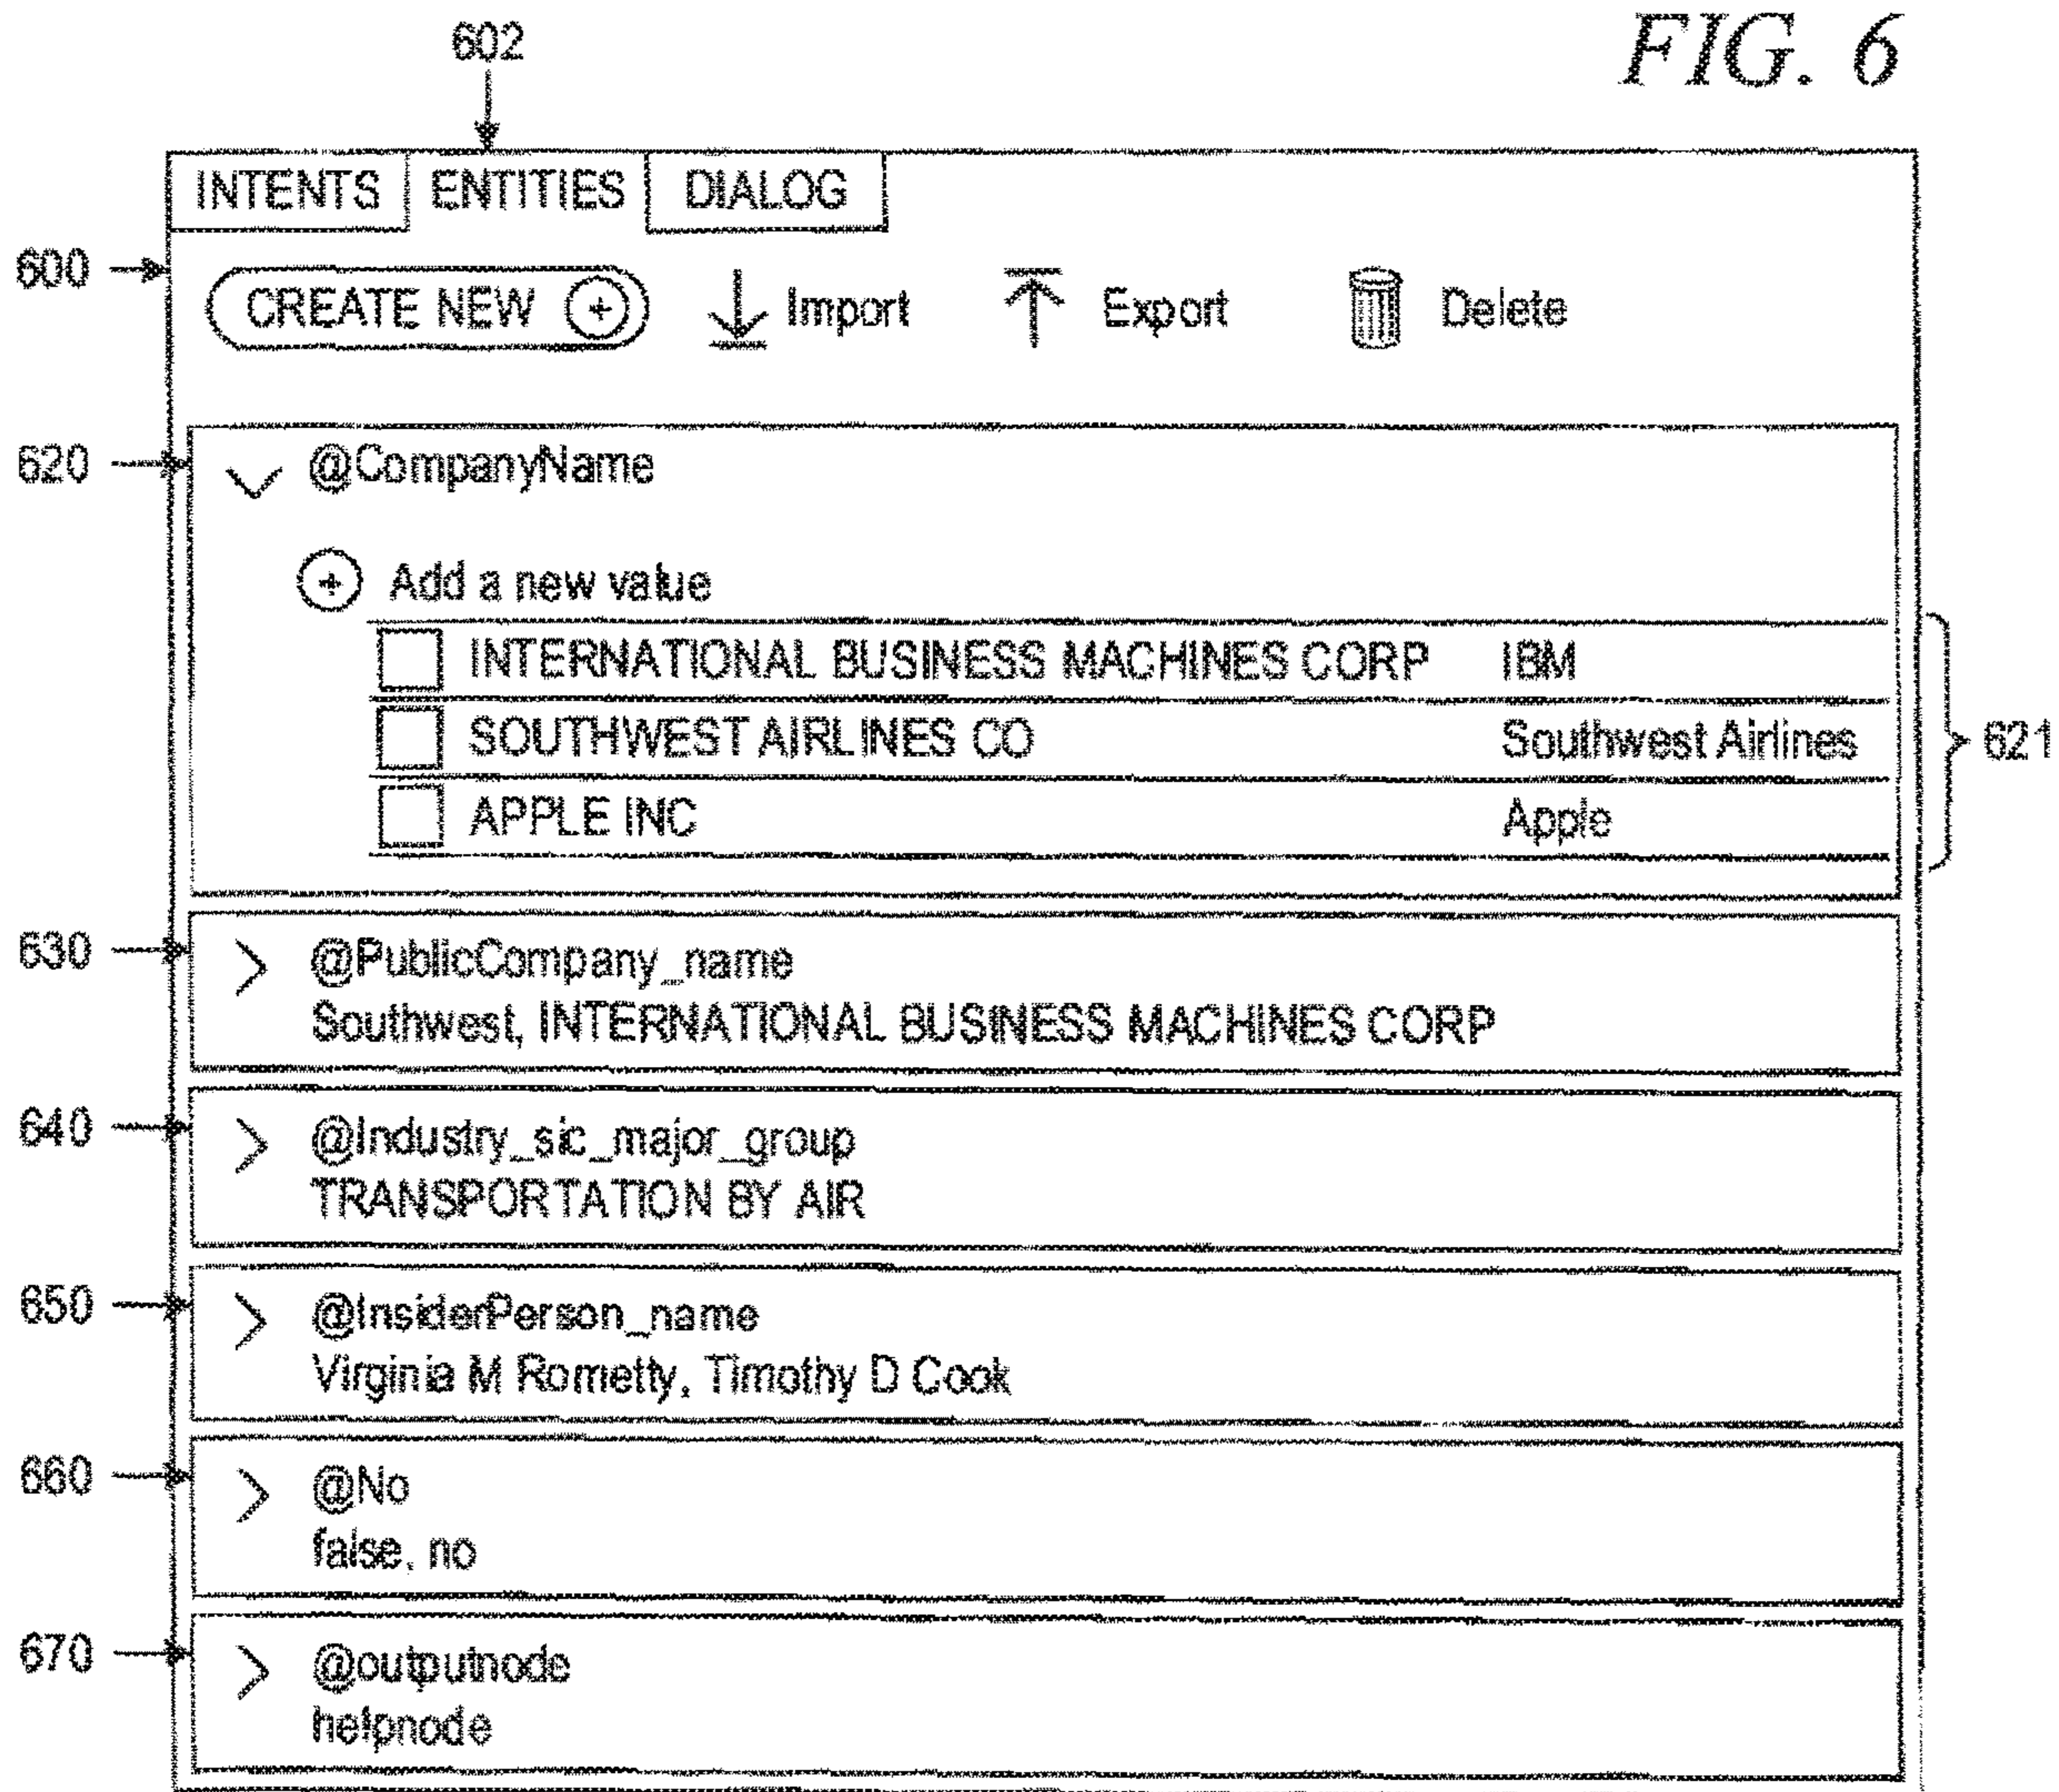 FIG. 6
602
INTENTS ENTITIES DIALOG
600
CREATE NEW + Import Export Delete
620
@CompanyName
+ Add a new value
INTERNATIONAL BUSINESS MACHINES CORP IBM
SOUTHWEST AIRLINES CO Southwest Airlines
621
APPLE INC Apple
630
@PublicCompany_name
Southwest, INTERNATIONAL BUSINESS MACHINES CORP
640
@Industry_sic_major_group
TRANSPORTATION BY AIR
650
@InsiderPerson_name
Virginia M Rometty, Timothy D Cook
660
@No
false, no
670
@outputnode
helpnode